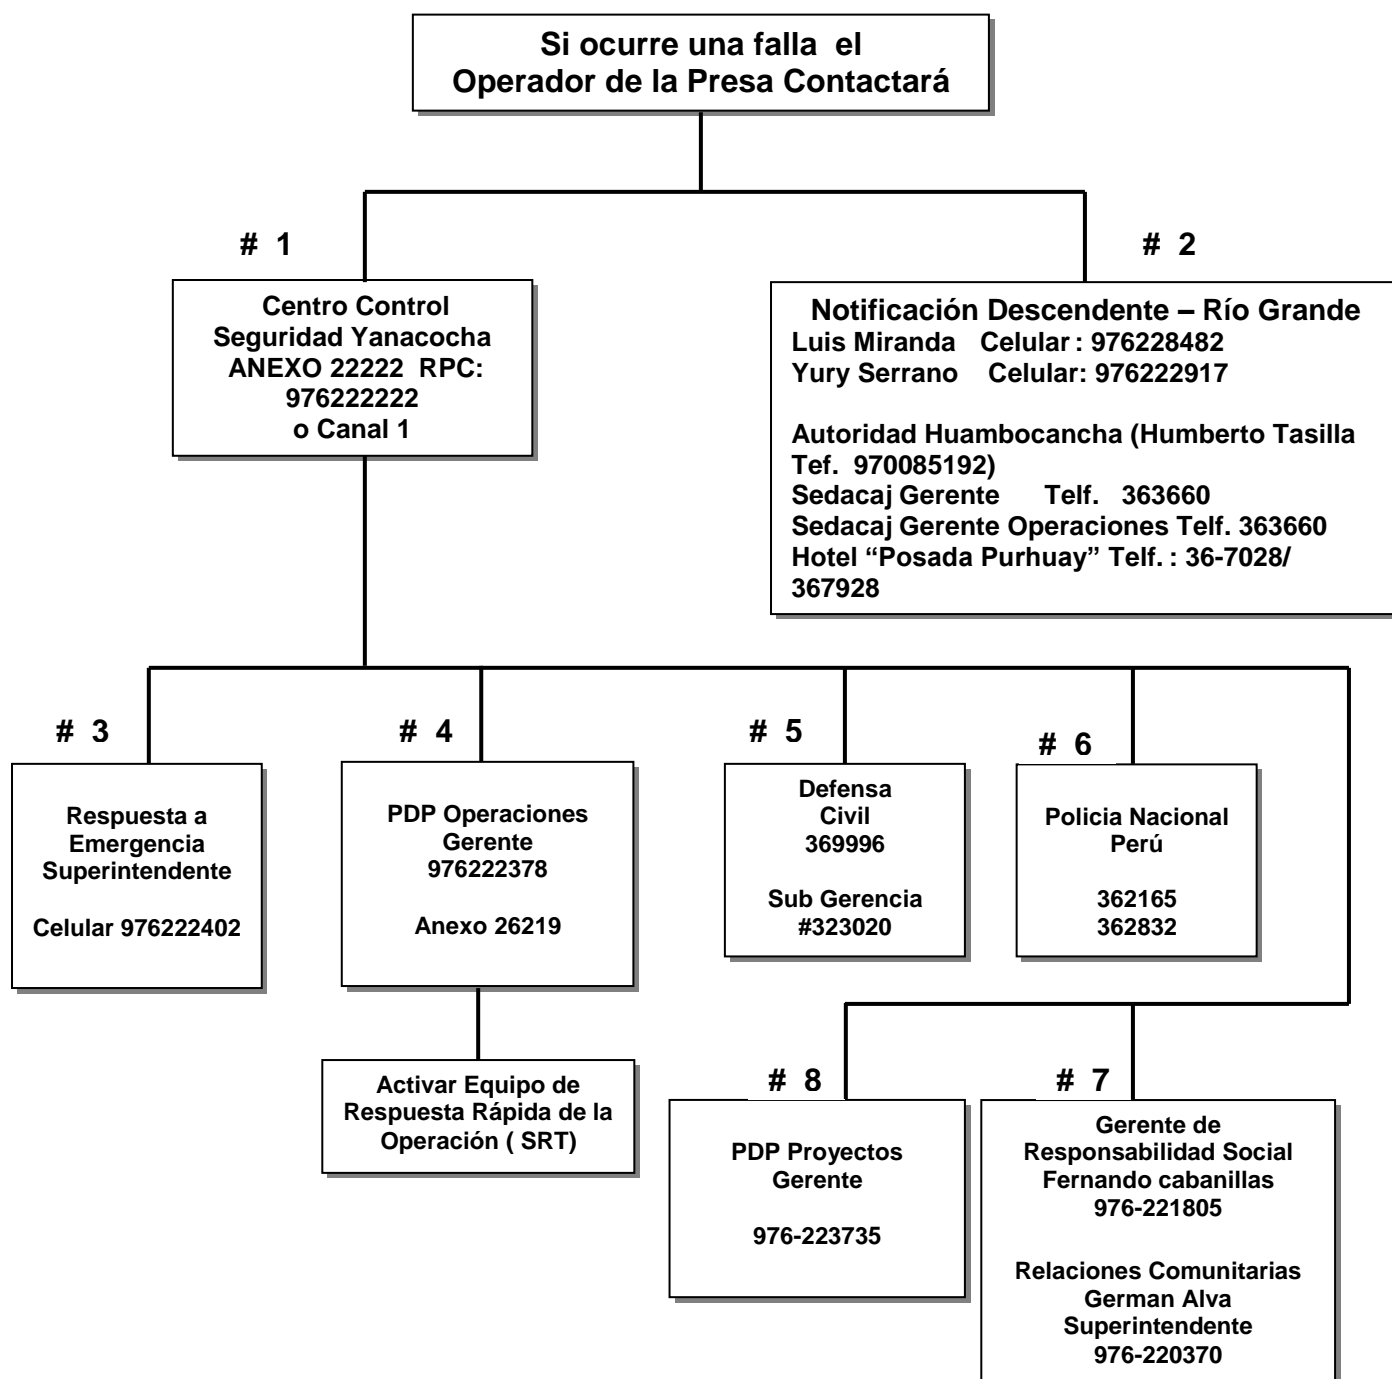 Si ocurre una falla el
Operador de la Presa Contactará
# 1
Centro Control
Seguridad Yanacocha
ANEXO 22222 RPC:
976222222
o Canal 1
# 2
Notificación Descendente – Río Grande
Luis Miranda Celular : 976228482
Yury Serrano Celular: 976222917
Autoridad Huambocancha (Humberto Tasilla
Tef. 970085192)
Sedacaj Gerente Telf. 363660
Sedacaj Gerente Operaciones Telf. 363660
Hotel “Posada Purhuay” Telf. : 36-7028/
367928
# 3
Respuesta a
Emergencia
Superintendente
Celular 976222402
# 4
PDP Operaciones
Gerente
976222378
Anexo 26219
Activar Equipo de
Respuesta Rápida de la
Operación ( SRT)
# 5
Defensa
Civil
369996
Sub Gerencia
#323020
# 6
Policia Nacional
Perú
362165
362832
# 8
PDP Proyectos
Gerente
976-223735
# 7
Gerente de
Responsabilidad Social
Fernando cabanillas
976-221805
Relaciones Comunitarias
German Alva
Superintendente
976-220370